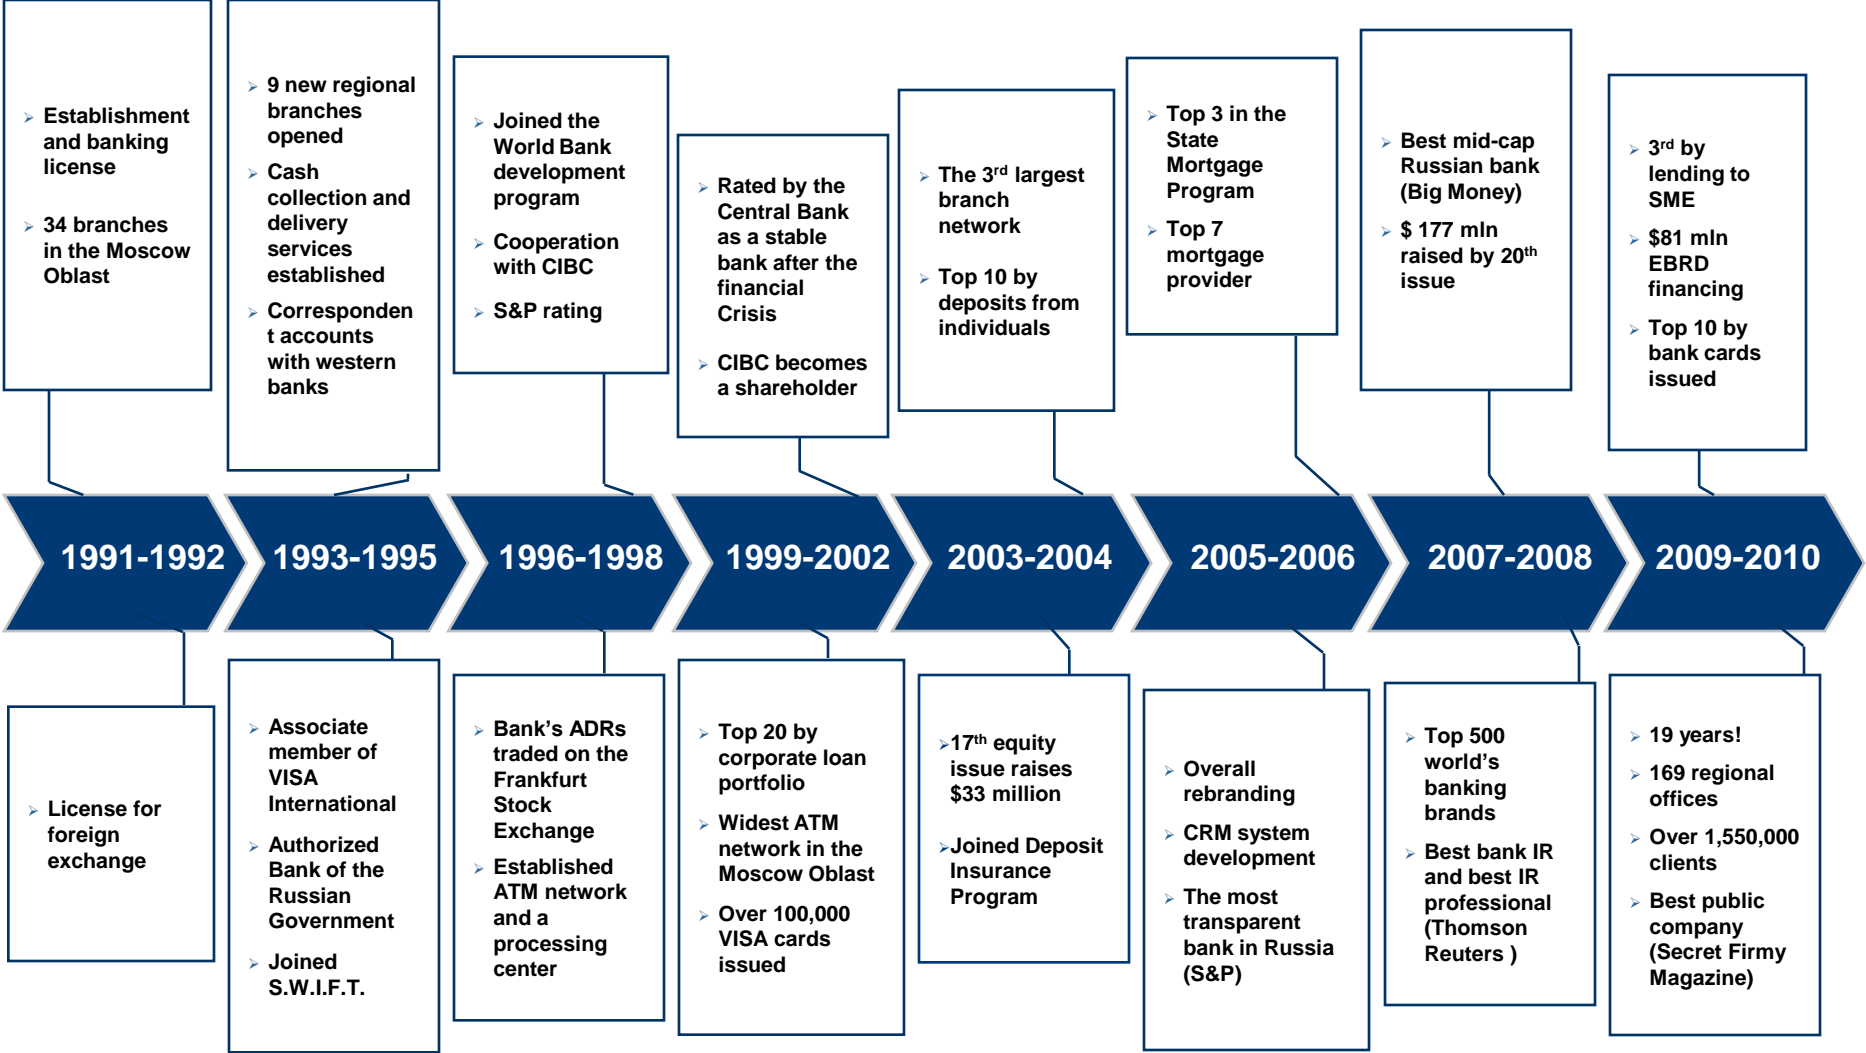 Establishment
and banking
license
34 branches
in the Moscow
Oblast
9 new regional
branches
opened
Cash
collection and
delivery
services
established
Corresponden
t accounts
with western
banks
Joined the
World Bank
development
program
Cooperation
with CIBC
S&P rating
Rated by the
Central Bank
as a stable
bank after the
financial
Crisis
CIBC becomes
a shareholder
The 3rd largest
branch
network
Top 10 by
deposits from
individuals
Top 3 in the
State
Mortgage
Program
Top 7
mortgage
provider
Best mid-cap
Russian bank
(Big Money)
$ 177 mln
raised by 20th
issue
3rd by
lending to
SME
$81 mln
EBRD
financing
Top 10 by
bank cards
issued
1991-1992
1993-1995
1996-1998
1999-2002
2003-2004
2005-2006
2007-2008
2009-2010
License for
foreign
exchange
Associate
member of
VISA
International
Authorized
Bank of the
Russian
Government
Joined
S.W.I.F.T.
Bank's ADRs
traded on the
Frankfurt
Stock
Exchange
Established
ATM network
and a
processing
center
Top 20 by
corporate loan
portfolio
Widest ATM
network in the
Moscow Oblast
Over 100,000
VISA cards
issued
17th equity
issue raises
$33 million
Joined Deposit
Insurance
Program
Overall
rebranding
CRM system
development
The most
transparent
bank in Russia
(S&P)
Top 500
world's
banking
brands
Best bank IR
and best IR
professional
(Thomson
Reuters )
19 years!
169 regional
offices
Over 1,550,000
clients
Best public
company
(Secret Firmy
Magazine)